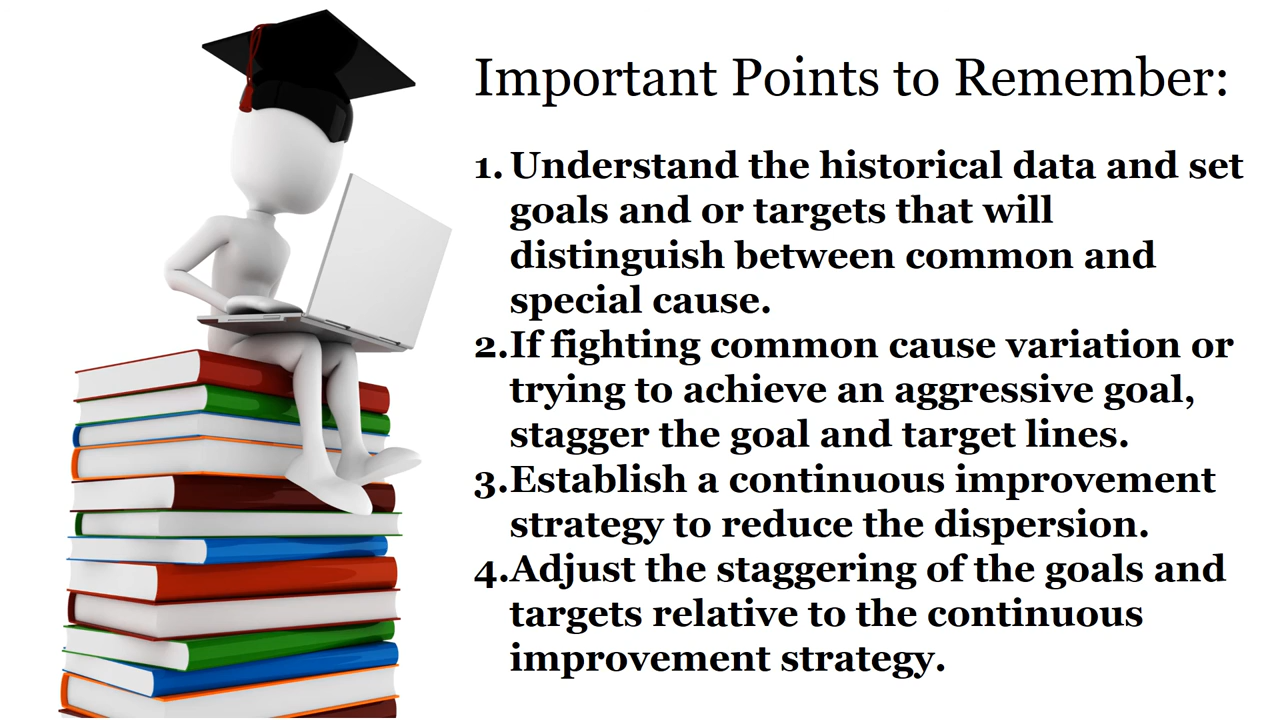 Important Points to Remember:
1. Understand the historical data and set
goals and or targets that will
distinguish between common and
special cause.
2.If fighting common cause variation or
trying to achieve an aggressive goal,
stagger the goal and target lines.
3.Establish a continuous improvement
strategy to reduce the dispersion.
4.Adjust the staggering of the goals and
targets relative to the continuous
improvement strategy.